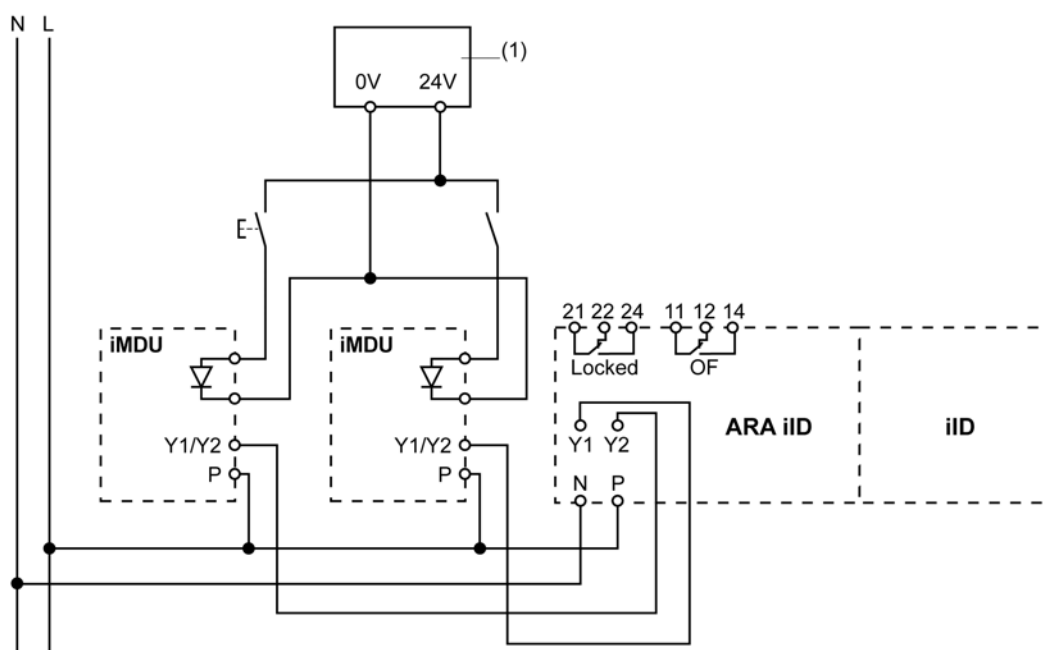 N L
(1)
0V 24V
21 22 24 11 12 14
iMDU
iMDU
Locked
OF
ARA iID
iID
Y1/Y2
Y1/Y2
Y1 Y2
P
P
N P